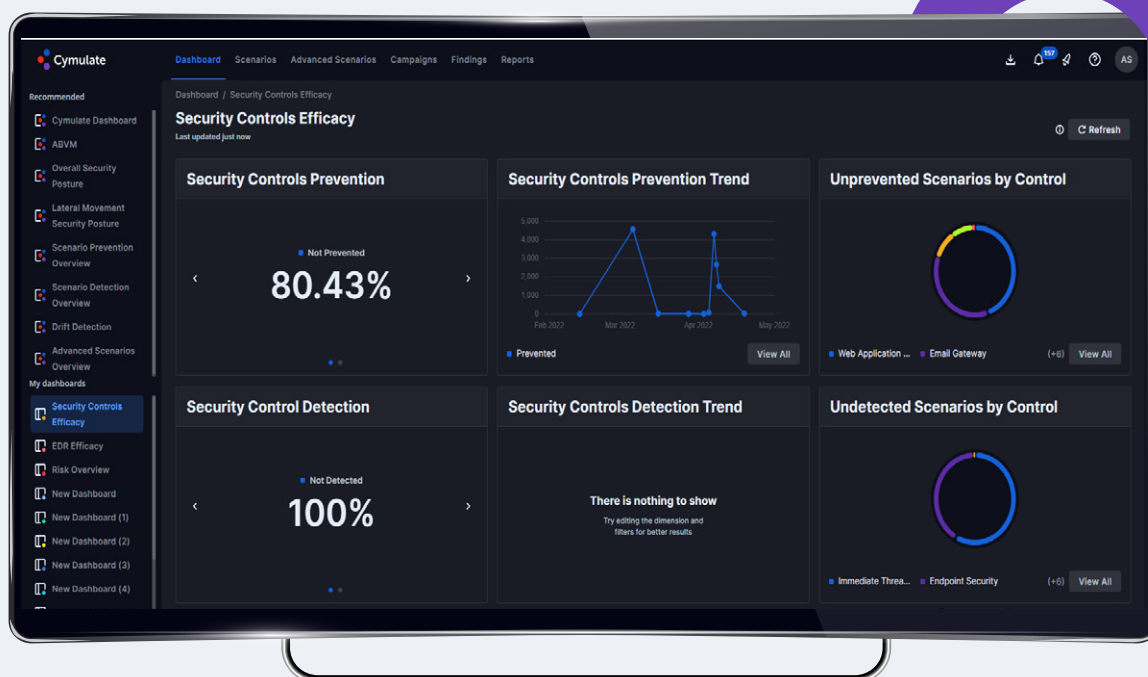 Cymulate
Dashboard Scenarios Advanced Scenarios Campaigns Findings Reports
157
AS
Recommended
Cymulate Dashboard
ABVM
Overall Security
Posture
Lateral Movement
Security Posture
Scenario Prevention
Overview
Scenario Detection
Overview
Drift Detection
Advanced Scenarios
Overview
My dashboards
Security Controls
Efficacy
EDR Efficacy
Risk Overview
New Dashboard
New Dashboard (1)
New Dashboard (2)
New Dashboard (3)
New Dashboard (4)
Dashboard / Security Controls Efficacy
Security Controls Efficacy
Last updated just now
Refresh
Security Controls Prevention
Not Prevented
80.43%
Security Controls Prevention Trend
5,000
4,000
3,000
2,000
1,000
0
Feb 2022 Mar 2022 Apr 2022 May 2022
Prevented
View All
Unprevented Scenarios by Control
Web Application ... Email Gateway (+6) View All
Security Control Detection
Not Detected
100%
Security Controls Detection Trend
There is nothing to show
Try editing the dimension and
filters for better results
Undetected Scenarios by Control
Immediate Threa... Endpoint Security (+6) View All